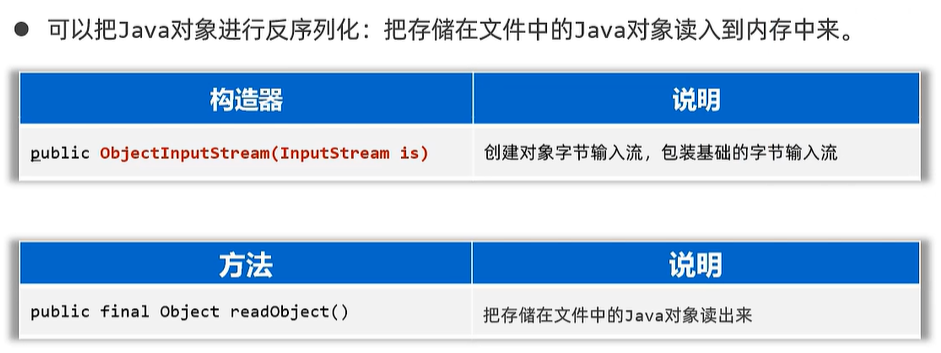 ● 可以把Java对象进行反序列化：把存储在文件中的Java对象读入到内存中来。
构造器 说明
public ObjectInputStream(InputStream is) 创建对象字节输入流，包装基础的字节输入流
方法 说明
public final Object readObject() 把存储在文件中的Java对象读出来